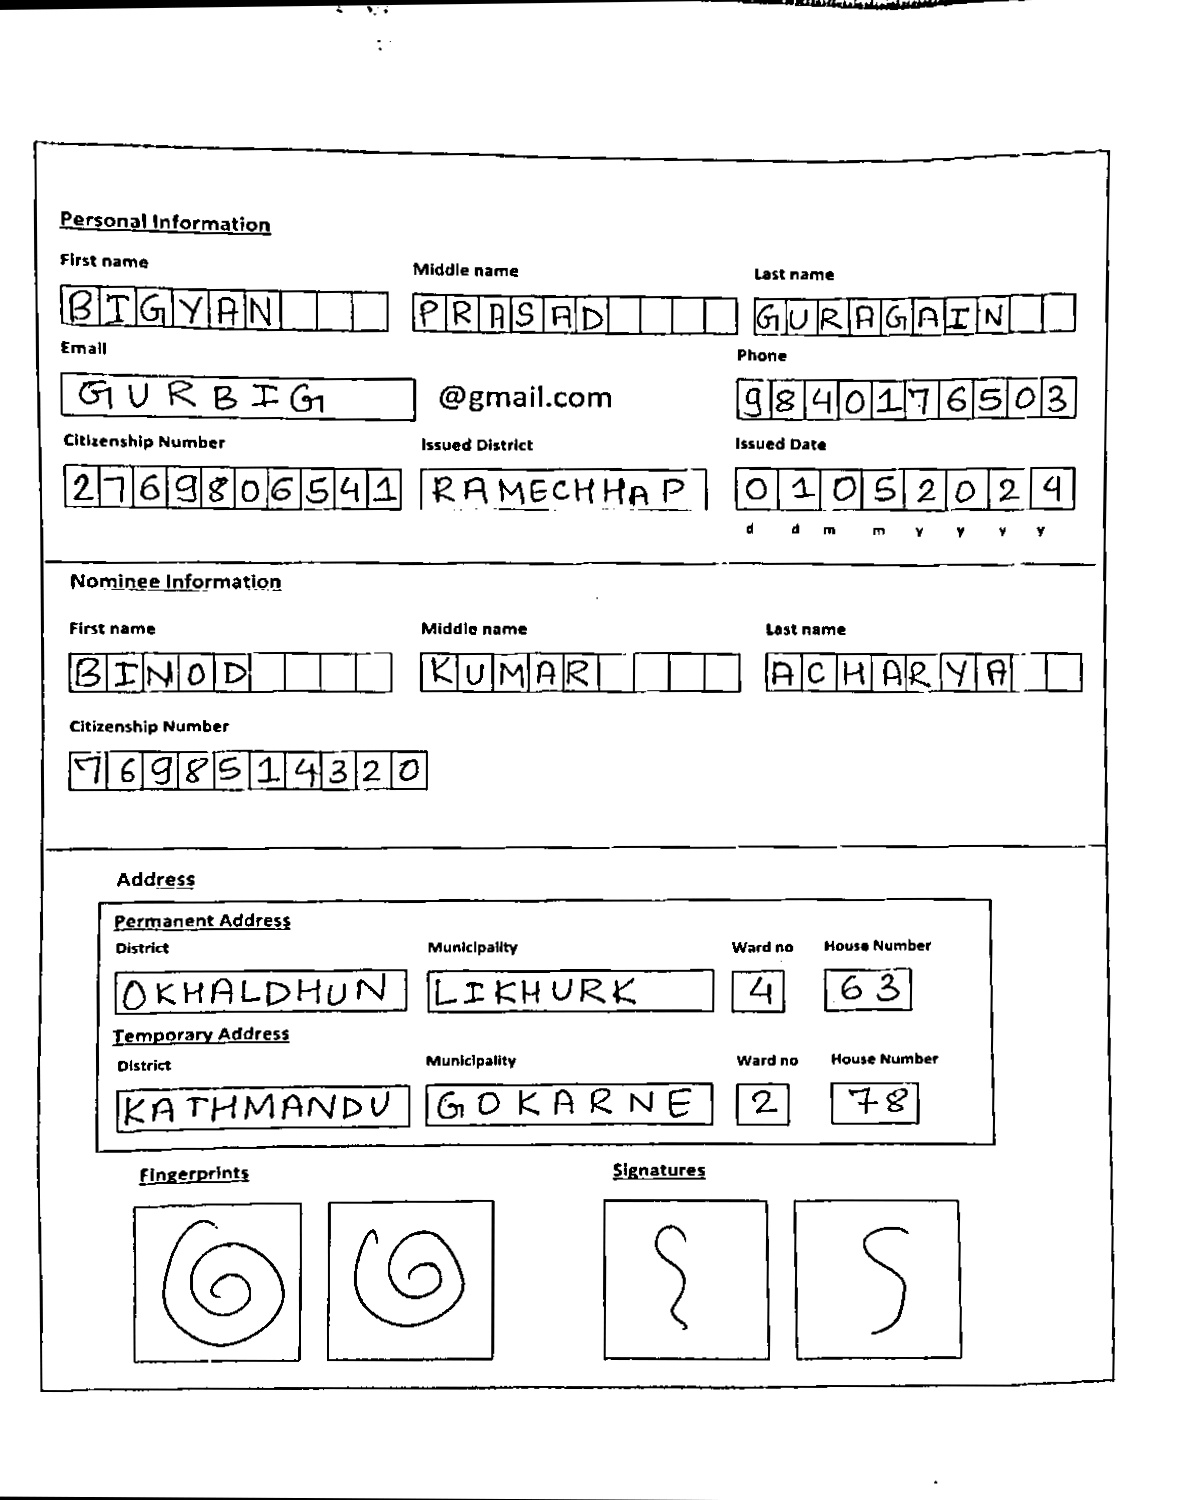 Personal Information
First name Middle name Last name
BIGYAN PRASAD GURAGAIN
Email Phone
GURBIG @gmail.com 9840176503
Citizenship Number Issued District Issued Date
2769806541 RAMECHHAP 01052024
d d m m y y y y
Nominee Information
First name Middle name Last name
BINOD KUMAR ACHARYA
Citizenship Number
7698514320
Address
Permanent Address
District Municipality Ward no House Number
OKHALDHUN LIKHURK 4 63
Temporary Address
District Municipality Ward no House Number
KATHMANDU GOKARNE 2 78
Fingerprints Signatures